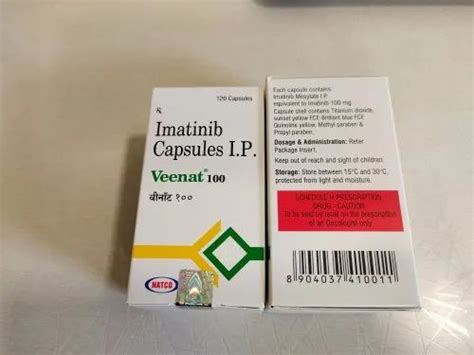 120 Capsules
Rx
Imatinib
Capsules I.P.
Veenat® 100
वीनॉट १००
NATCO
Each capsule contains:
Imatinib Mesylate I.P.
equivalent to Imatinib 100 mg
Capsule shell contains Titanium dioxide,
sunset yellow FCF, Brilliant blue FCF
Quinoline yellow, Methyl paraben &
Propyl paraben.
Dosage & Administration: Refer
Package Insert.
Keep out of reach and sight of children.
Storage: Store between 15°C and 30°C,
protected from light and moisture.
SCHEDULE H PRESCRIPTION
DRUG - CAUTION
To be sold by retail on the prescription
of an Oncologist only
8 904037 410011